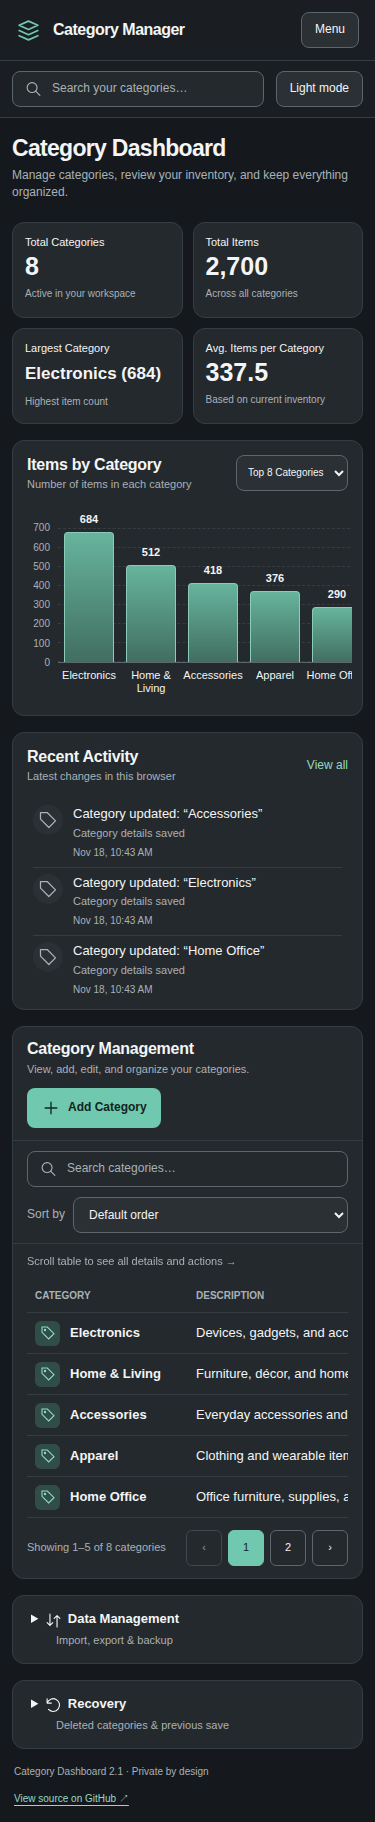 Category Manager
Menu
Search your categories…
Light mode
Category Dashboard
Manage categories, review your inventory, and keep everything
organized.
Total Categories
8
Active in your workspace
Total Items
2,700
Across all categories
Largest Category
Electronics (684)
Highest item count
Avg. Items per Category
337.5
Based on current inventory
Items by Category
Number of items in each category
Top 8 Categories
700
600
500
400
300
200
100
0
684
512
418
376
290
Electronics
Home &
Living
Accessories
Apparel
Home Off
Recent Activity
Latest changes in this browser
View all
Category updated: “Accessories”
Category details saved
Nov 18, 10:43 AM
Category updated: “Electronics”
Category details saved
Nov 18, 10:43 AM
Category updated: “Home Office”
Category details saved
Nov 18, 10:43 AM
Category Management
View, add, edit, and organize your categories.
Add Category
Search categories…
Sort by
Default order
Scroll table to see all details and actions →
CATEGORY DESCRIPTION
Electronics Devices, gadgets, and acc
Home & Living Furniture, décor, and home
Accessories Everyday accessories and
Apparel Clothing and wearable item
Home Office Office furniture, supplies, a
Showing 1–5 of 8 categories
‹ 1 2 ›
Data Management
Import, export & backup
Recovery
Deleted categories & previous save
Category Dashboard 2.1 · Private by design
View source on GitHub ↗